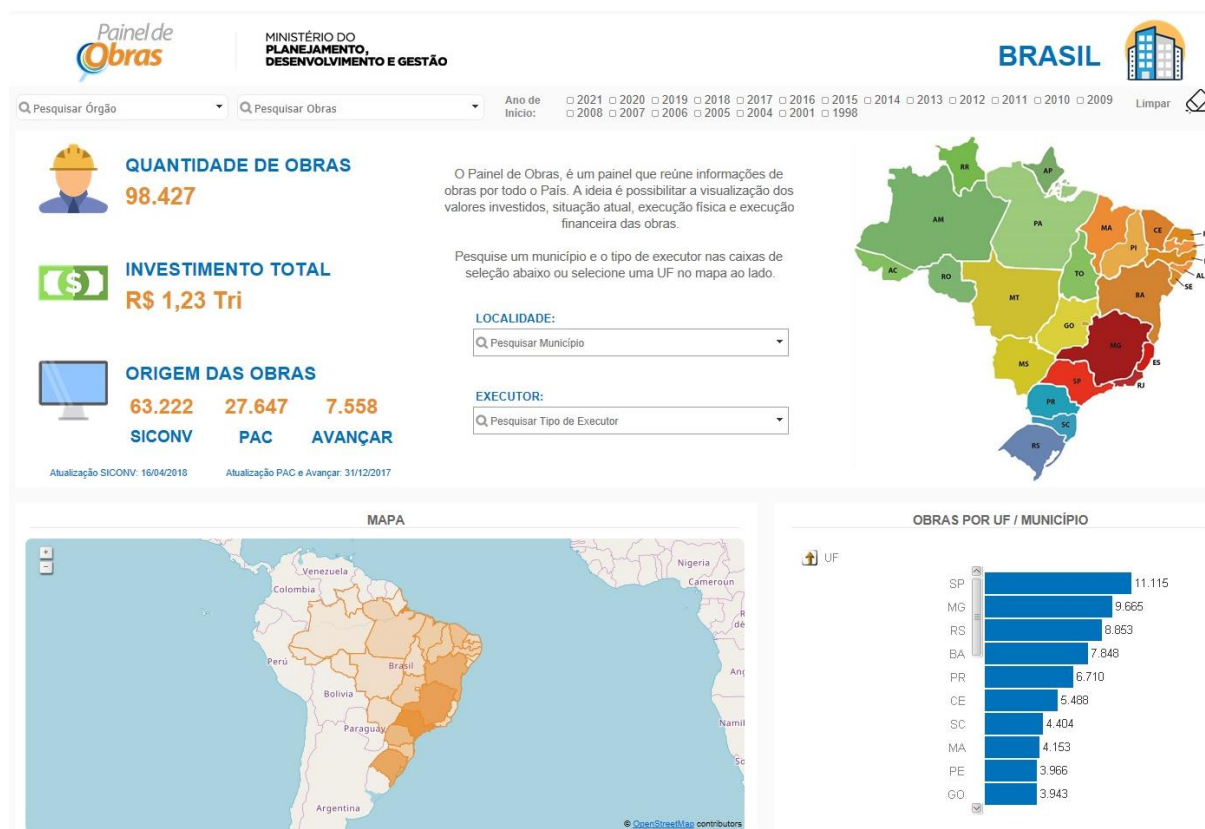 Painel de
Obras
MINISTÉRIO DO
PLANEJAMENTO,
DESENVOLVIMENTO E GESTÃO
BRASIL
Pesquisar Órgão
Pesquisar Obras
Ano de
Início:
2021 2020 2019 2018 2017 2016 2015 2014 2013 2012 2011 2010 2009
2008 2007 2006 2005 2004 2001 1998
Limpar
QUANTIDADE DE OBRAS
98.427
INVESTIMENTO TOTAL
R$ 1,23 Tri
ORIGEM DAS OBRAS
63.222 27.647 7.558
SICONV PAC AVANÇAR
Atualização SICONV: 16/04/2018 Atualização PAC e Avançar: 31/12/2017
O Painel de Obras, é um painel que reúne informações de
obras por todo o País. A ideia é possibilitar a visualização dos
valores investidos, situação atual, execução física e execução
financeira das obras.
Pesquise um município e o tipo de executor nas caixas de
seleção abaixo ou selecione uma UF no mapa ao lado.
LOCALIDADE:
Pesquisar Município
EXECUTOR:
Pesquisar Tipo de Executor
RR
AP
AM
PA
MA
CE
PI
AC
RO
TO
AL
SE
MT
BA
GO
MG
MS
ES
SP
RJ
PR
SC
RS
MAPA
+
-
Venezuela
Colombia
Perú
Brasil
Bolivia
Paraguay
Argentina
Nigeria
Cameroun
© OpenStreetMap contributors
OBRAS POR UF / MUNICÍPIO
UF
SP 11.115
MG 9.665
RS 8.853
BA 7.848
PR 6.710
CE 5.488
SC 4.404
MA 4.153
PE 3.966
GO 3.943